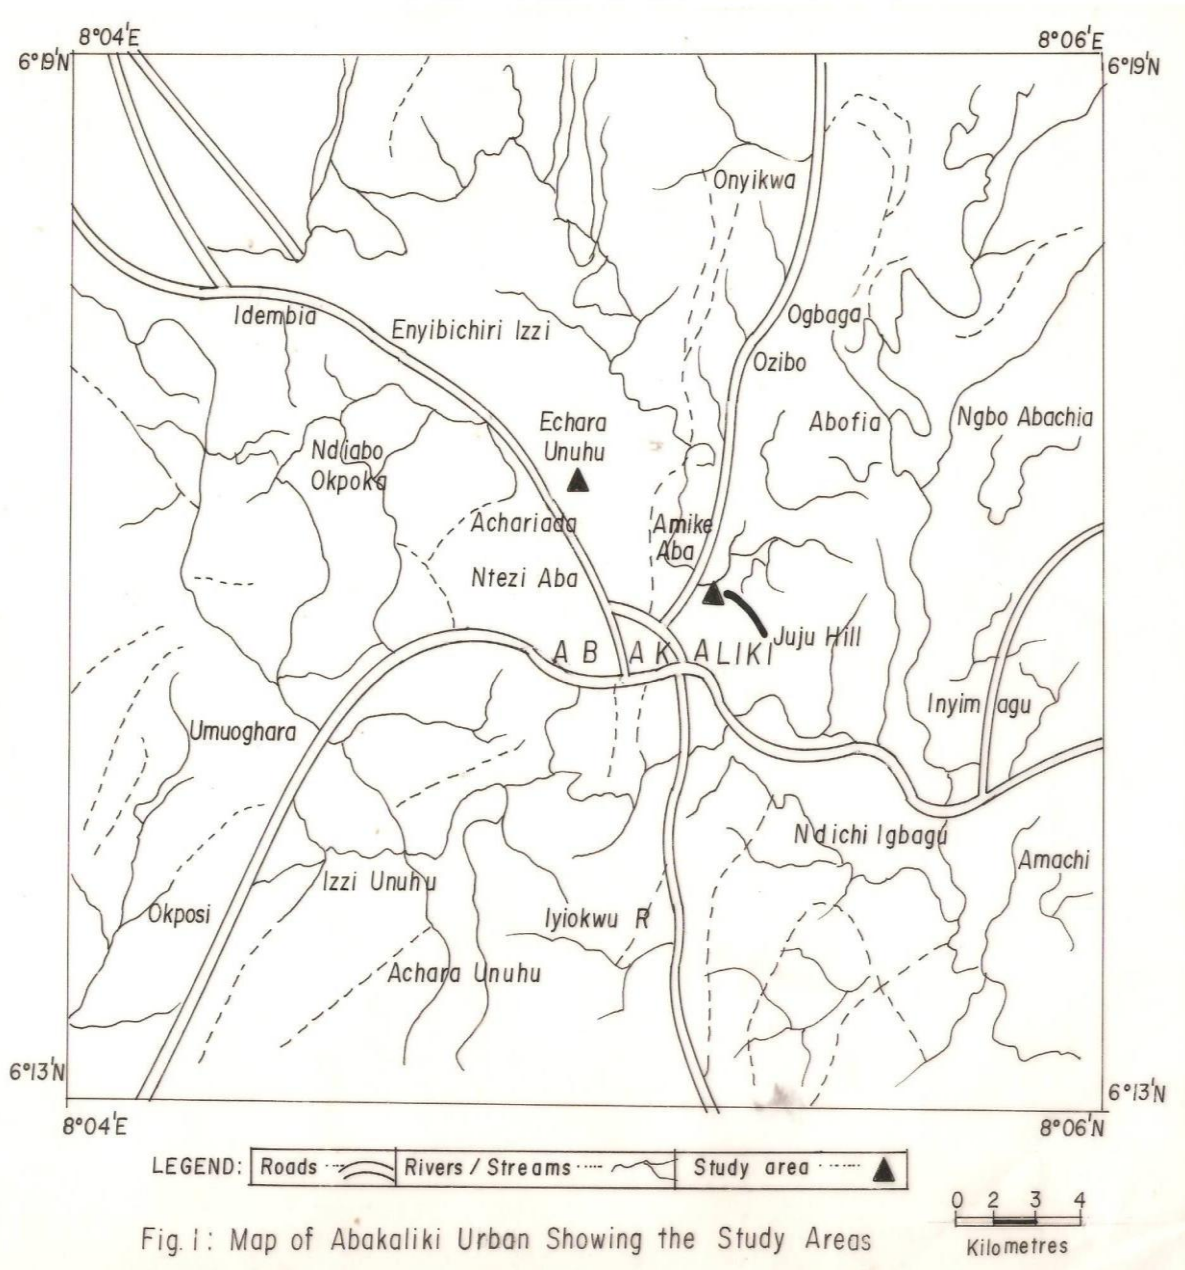 8°04'E
8°06'E
6°19'N
6°19'N
Onyikwa
Idembia
Enyibichiri Izzi
Ogbaga
Ozibo
Echara
Unuhu
Abofia
Ngbo Abachia
Ndiabo
Okpoka
Achariada
Amike
Aba
Ntezi Aba
ABAKALIKI
Juju Hill
Umuoghara
Inyimagu
Ndichi Igbagu
Amachi
Izzi Unuhu
Okposi
Iyiokwu R
Achara Unuhu
6°13'N
6°13'N
8°04'E
8°06'N
LEGEND: Roads Rivers / Streams Study area
0 2 3 4
Kilometres
Fig. 1: Map of Abakaliki Urban Showing the Study Areas